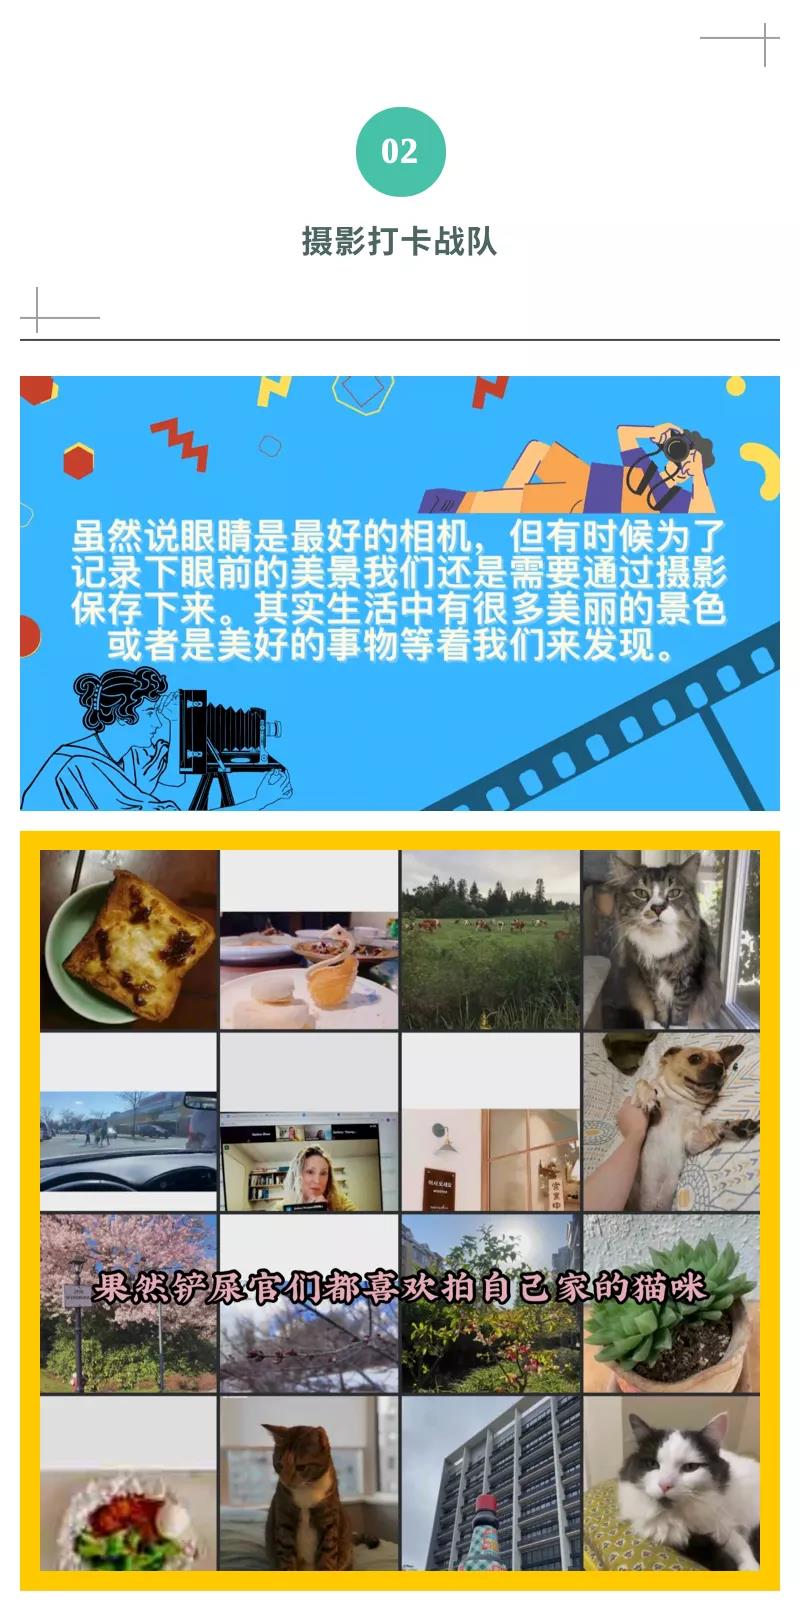 02
摄影打卡战队
虽然说眼睛是最好的相机，但有时候为了
记录下眼前的美景我们还是需要通过摄影
保存下来。其实生活中有很多美丽的景色
或者是美好的事物等着我们来发现。
果然铲屎官们都喜欢拍自己家的猫咪